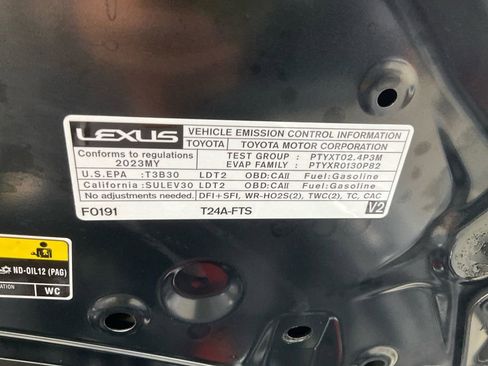 LEXUS VEHICLE EMISSION CONTROL INFORMATION
TOYOTA TOYOTA MOTOR CORPORATION
Conforms to regulations TEST GROUP : PTYXT02.4P3M
2023MY EVAP FAMILY : PTYXR0130P82
U.S.EPA :T3B30 LDT2 OBD:CAII Fuel:Gasoline
California:SULEV30 LDT2 OBD:CAII Fuel:Gasoline
No adjustments needed. DFI+SFI, WR-HO2S(2), TWC(2), TC, CAC
F0191 T24A-FTS V2
ND-OIL12 (PAG)
WC